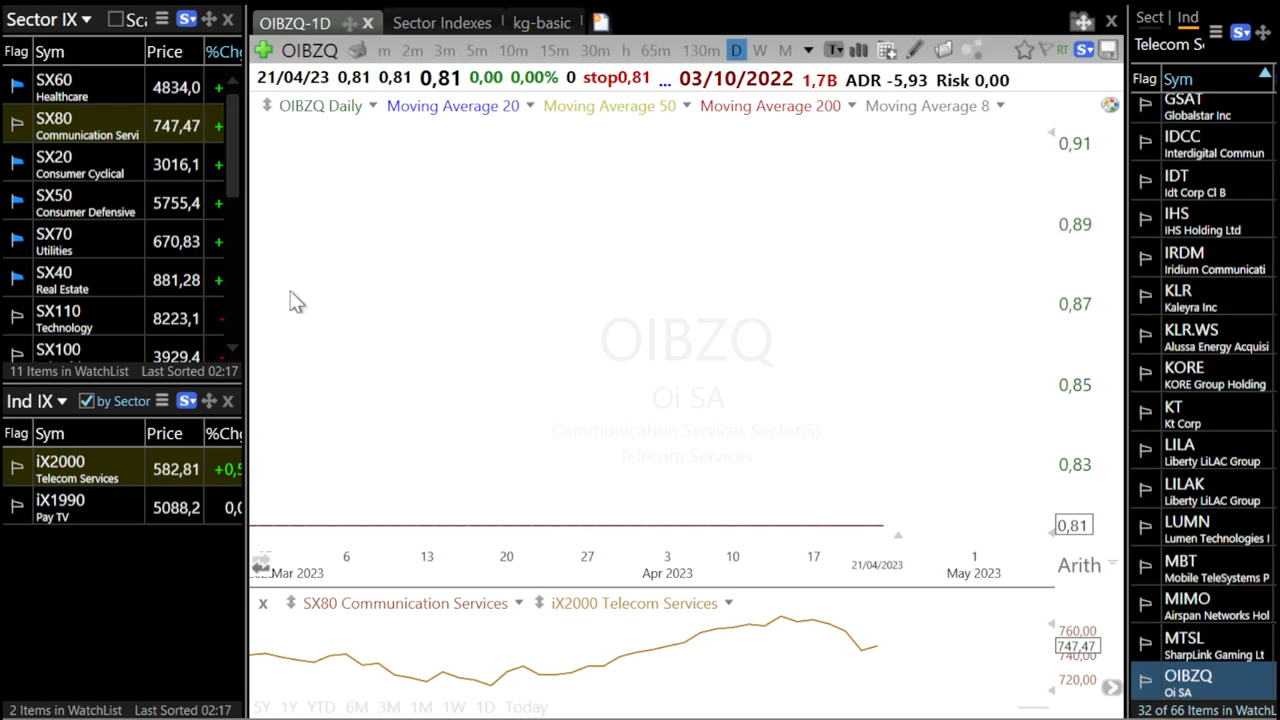 Sector IX
Sca
Flag Sym Price %Chg
SX60 4834,0 +
Healthcare
SX80 747,47 +
Communication Servi
SX20 3016,1 +
Consumer Cyclical
SX50 5755,4 +
Consumer Defensive
SX70 670,83 +
Utilities
SX40 881,28 +
Real Estate
SX110 8223,1 -
Technology
SX100 3929,4 -
11 Items in WatchList Last Sorted 02:17
Ind IX by Sector
Flag Sym Price %Chg
iX2000 582,81 +0,5
Telecom Services
iX1990 5088,2 0,0
Pay TV
2 Items in WatchList Last Sorted 02:17
OIBZQ-1D Sector Indexes kg-basic
OIBZQ m 2m 3m 5m 10m 15m 30m h 65m 130m D W M T S RT S
21/04/23 0,81 0,81 0,81 0,00 0,00% 0 stop0,81 ... 03/10/2022 1,7B ADR -5,93 Risk 0,00
OIBZQ Daily Moving Average 20 Moving Average 50 Moving Average 200 Moving Average 8
0,91
0,89
0,87
0,85
0,83
0,81
OIBZQ
Oi SA
Communication Services Sector(S)
Telecom Services
6 13 20 27 3 10 17 21/04/2023 1
Mar 2023 Apr 2023 May 2023
Arith
x SX80 Communication Services iX2000 Telecom Services
760,00
747,47
740,00
720,00
5Y 1Y YTD 6M 3M 1M 1W 1D Today
Sect Ind
Telecom S
Flag Sym
GSAT
Globalstar Inc
IDCC
Interdigital Commun
IDT
Idt Corp Cl B
IHS
IHS Holding Ltd
IRDM
Iridium Communicati
KLR
Kaleyra Inc
KLR.WS
Alussa Energy Acquisi
KORE
KORE Group Holding
KT
Kt Corp
LILA
Liberty LiLAC Group
LILAK
Liberty LiLAC Group
LUMN
Lumen Technologies I
MBT
Mobile TeleSystems P
MIMO
Airspan Networks Hol
MTSL
SharpLink Gaming Lt
OIBZQ
Oi SA
32 of 66 Items in WatchL